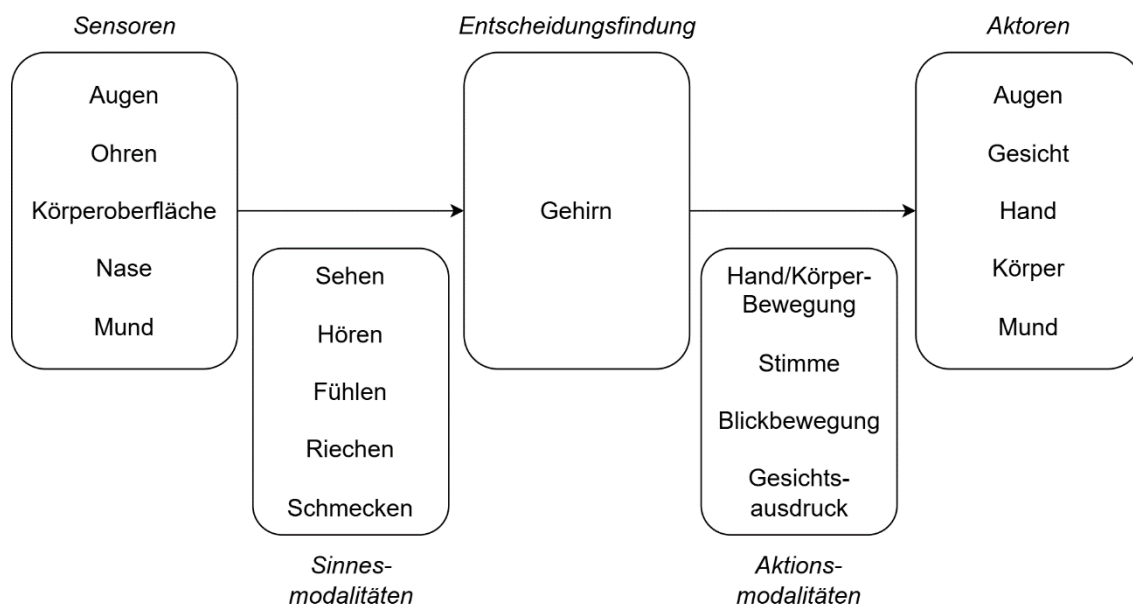 Sensoren
Augen
Ohren
Körperoberfläche
Nase
Mund
Sehen
Hören
Fühlen
Riechen
Schmecken
Sinnes-
modalitäten
Entscheidungsfindung
Gehirn
Hand/Körper-
Bewegung
Stimme
Blickbewegung
Gesichts-
ausdruck
Aktions-
modalitäten
Aktoren
Augen
Gesicht
Hand
Körper
Mund